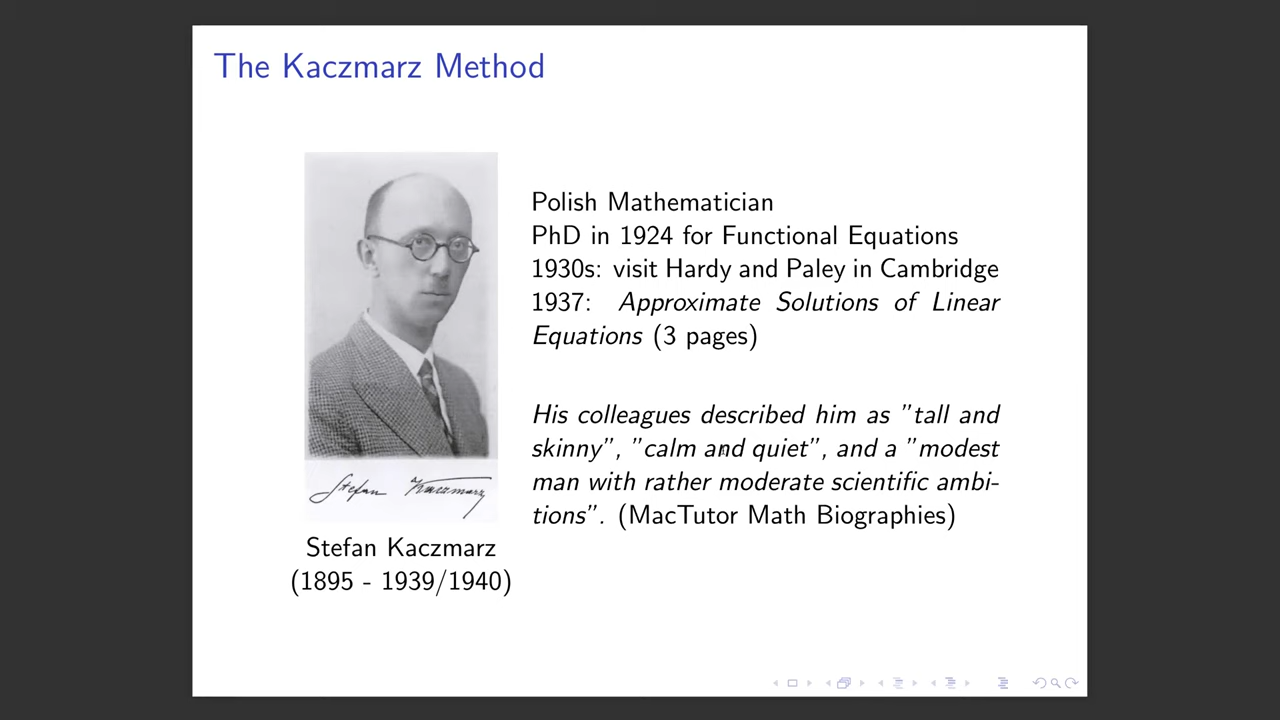 The Kaczmarz Method
Polish Mathematician
PhD in 1924 for Functional Equations
1930s: visit Hardy and Paley in Cambridge
1937: Approximate Solutions of Linear
Equations (3 pages)
His colleagues described him as ”tall and
skinny”, ”calm and quiet”, and a ”modest
man with rather moderate scientific ambi-
tions”. (MacTutor Math Biographies)
Stefan Kaczmarz
Stefan Kaczmarz
(1895 - 1939/1940)